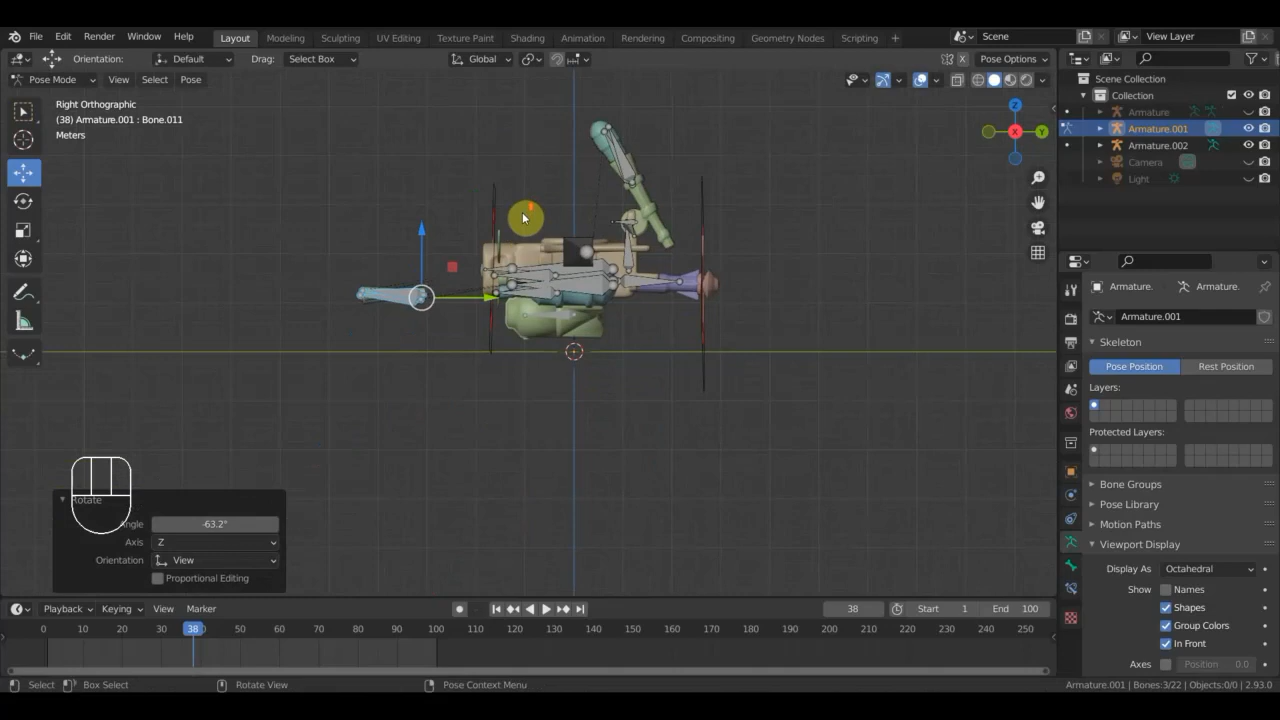 File Edit Render Window Help Layout Modeling Sculpting UV Editing Texture Paint Shading Animation Rendering Compositing Geometry Nodes Scripting + Scene View Layer
Orientation: Default Drag: Select Box Global X Pose Options
Pose Mode View Select Pose
Scene Collection
Collection
Armature
Armature.001
Armature.002
Camera
Light
Right Orthographic
(38) Armature.001 : Bone.011
Meters
Z
X
Y
Armature. Armature.
Armature.001
Skeleton
Pose Position Rest Position
Layers:
Protected Layers:
Bone Groups
Pose Library
Motion Paths
Viewport Display
Display As Octahedral
Show Names
Shapes
Group Colors
In Front
Axes Position 0.0
Rotate
Angle -63.2°
Axis Z
Orientation View
Proportional Editing
Playback Keying View Marker 38 Start 1 End 100
0 10 20 30 38 50 60 70 80 90 100 110 120 130 140 150 160 170 180 190 200 210 220 230 240 250
Select Box Select Rotate View Pose Context Menu Armature.001 | Bones:3/22 | Objects:0/0 | 2.93.0